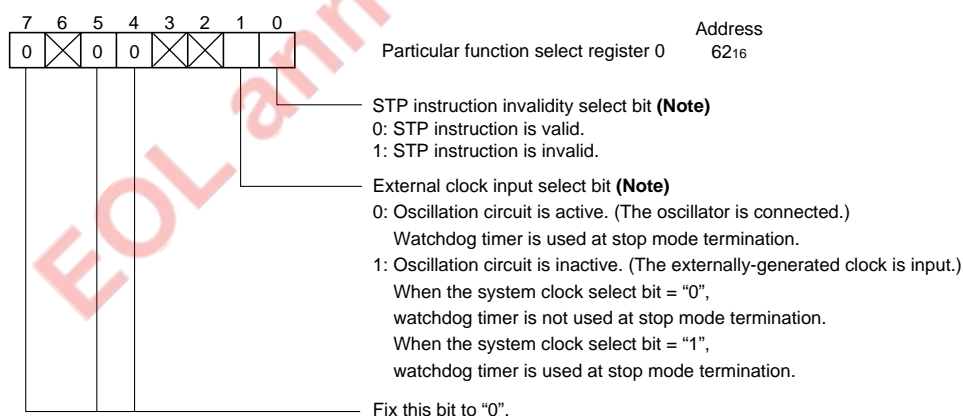 7 6 5 4 3 2 1 0
0 0 0
Particular function select register 0
Address
62₁₆
STP instruction invalidity select bit (Note)
0: STP instruction is valid.
1: STP instruction is invalid.
External clock input select bit (Note)
0: Oscillation circuit is active. (The oscillator is connected.)
Watchdog timer is used at stop mode termination.
1: Oscillation circuit is inactive. (The externally-generated clock is input.)
When the system clock select bit = “0”,
watchdog timer is not used at stop mode termination.
When the system clock select bit = “1”,
watchdog timer is used at stop mode termination.
Fix this bit to “0”.
EOL ann